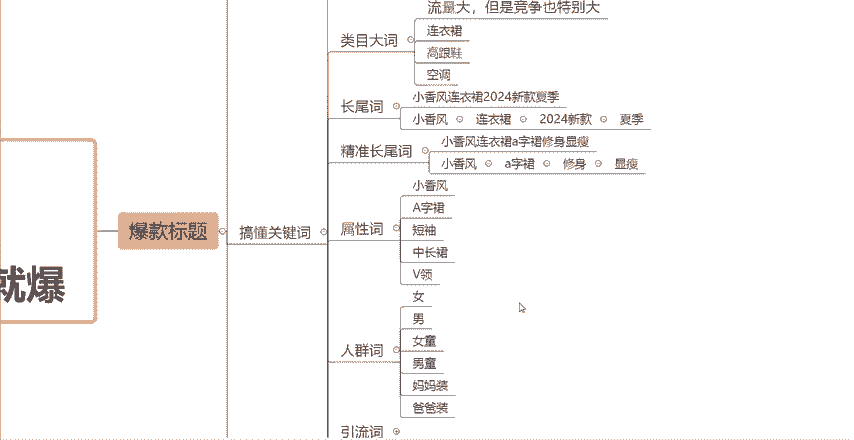 流量大，但是竞争也特别大
类目大词
连衣裙
高跟鞋
空调
长尾词
小香风连衣裙2024新款夏季
小香风 连衣裙 2024新款 夏季
精准长尾词
小香风连衣裙a字裙修身显瘦
小香风 a字裙 修身 显瘦
爆款标题
搞懂关键词
属性词
小香风
A字裙
短袖
中长裙
V领
就爆
人群词
女
男
女童
男童
妈妈装
爸爸装
引流词